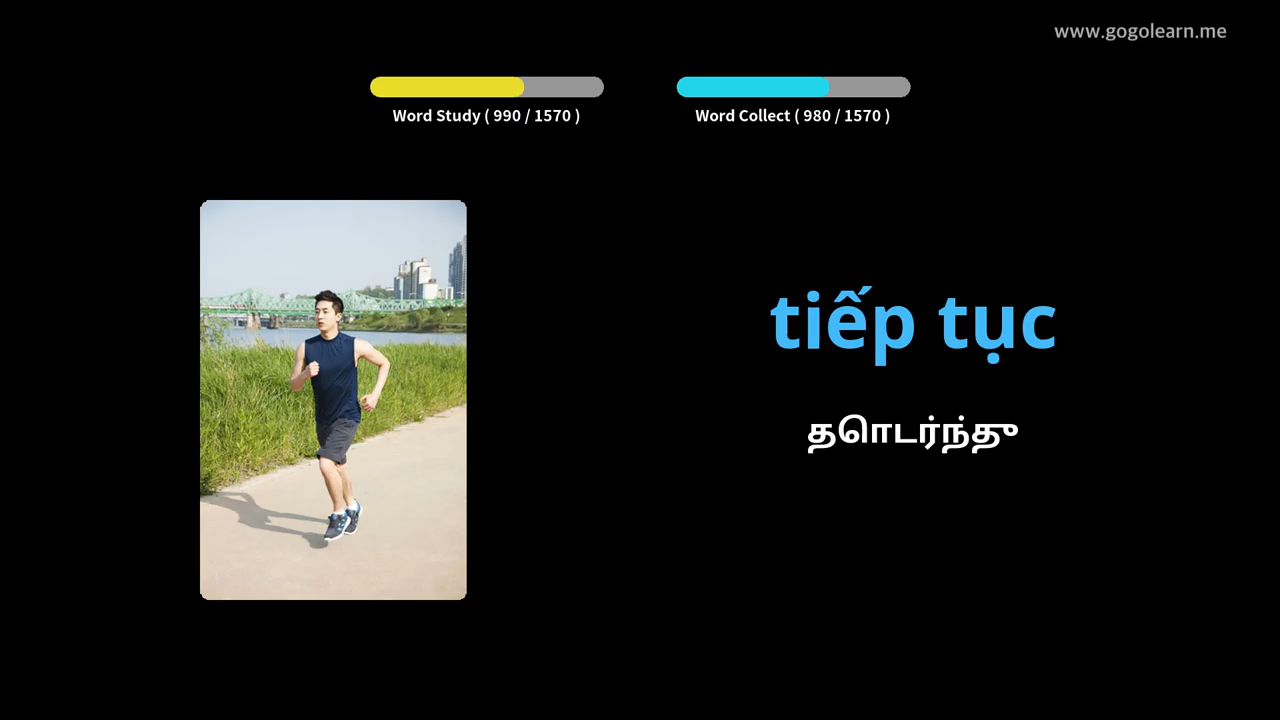 www.gogolearn.me
Word Study ( 990 / 1570 )
Word Collect ( 980 / 1570 )
tiếp tục
தொடர்ந்து